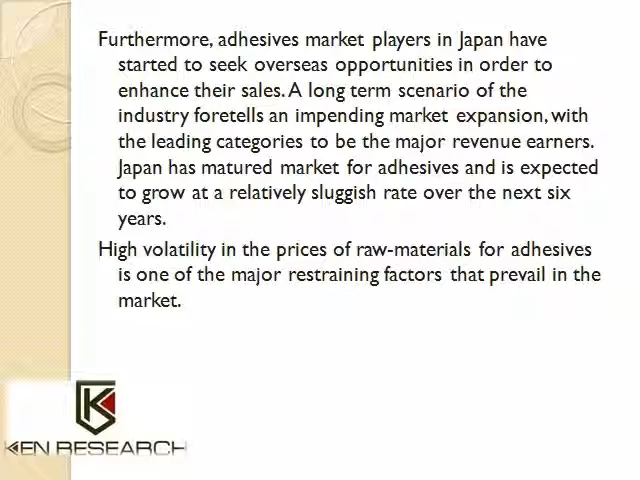 Furthermore, adhesives market players in Japan have
started to seek overseas opportunities in order to
enhance their sales. A long term scenario of the
industry foretells an impending market expansion, with
the leading categories to be the major revenue earners.
Japan has matured market for adhesives and is expected
to grow at a relatively sluggish rate over the next six
years.
High volatility in the prices of raw-materials for adhesives
is one of the major restraining factors that prevail in the
market.
KEN RESEARCH